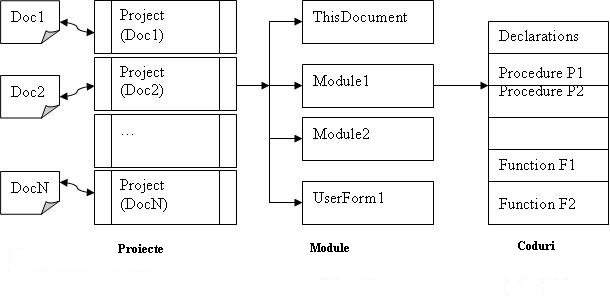 Doc1
Project
(Doc1)
Doc2
Project
(Doc2)
...
DocN
Project
(DocN)
Proiecte
ThisDocument
Module1
Module2
UserForm1
Module
Declarations
Procedure P1
Procedure P2
Function F1
Function F2
Coduri